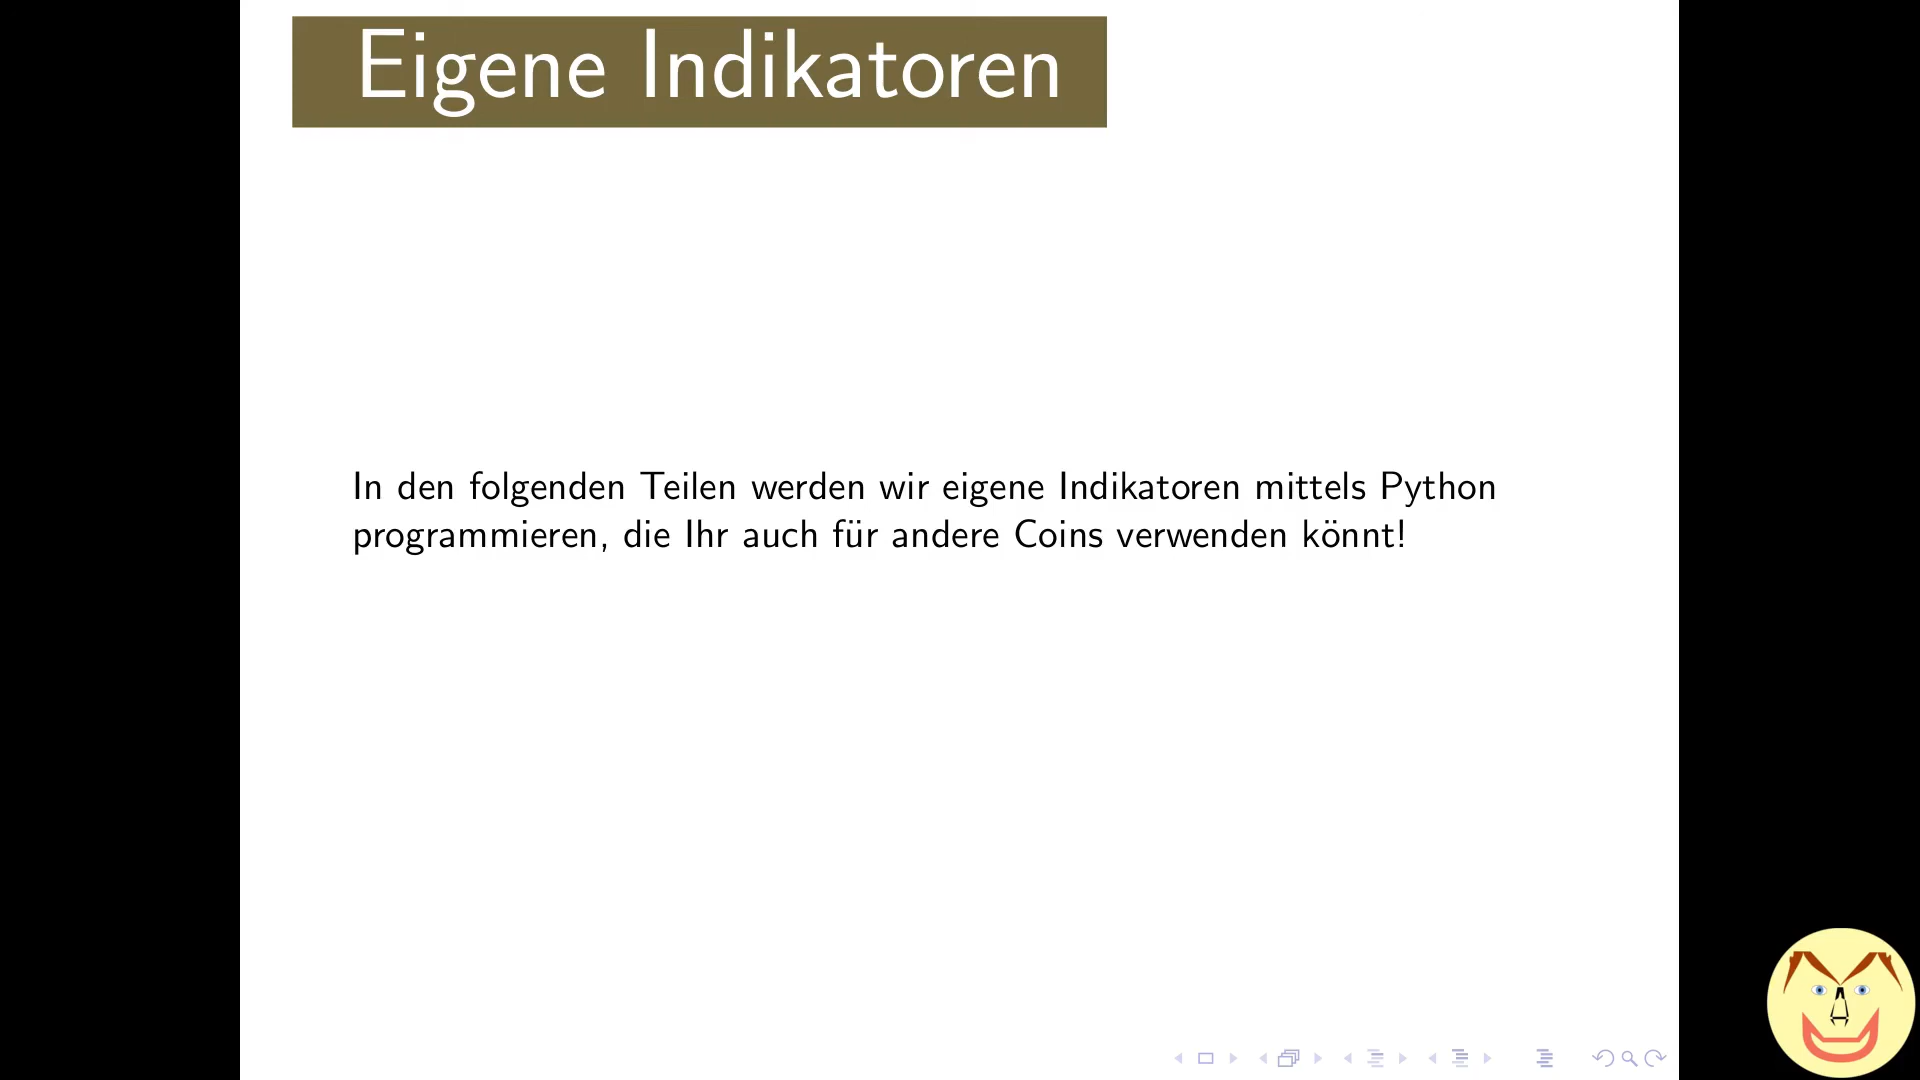 Eigene Indikatoren
In den folgenden Teilen werden wir eigene Indikatoren mittels Python
programmieren, die Ihr auch für andere Coins verwenden könnt!